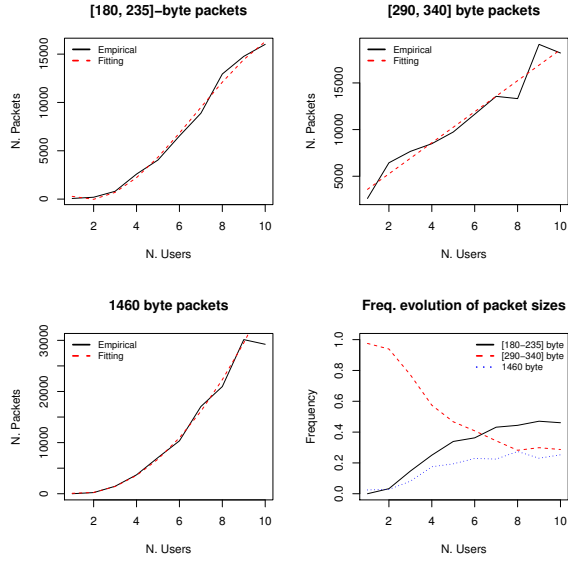 [180, 235]−byte packets
N. Packets
15000
10000
5000
0
Empirical
Fitting
2 4 6 8 10
N. Users
[290, 340] byte packets
N. Packets
15000
10000
5000
Empirical
Fitting
2 4 6 8 10
N. Users
1460 byte packets
N. Packets
30000
20000
10000
0
Empirical
Fitting
2 4 6 8 10
N. Users
Freq. evolution of packet sizes
Frequency
1.0
0.8
0.6
0.4
0.2
0.0
[180−235] byte
[290−340] byte
1460 byte
2 4 6 8 10
N. Users